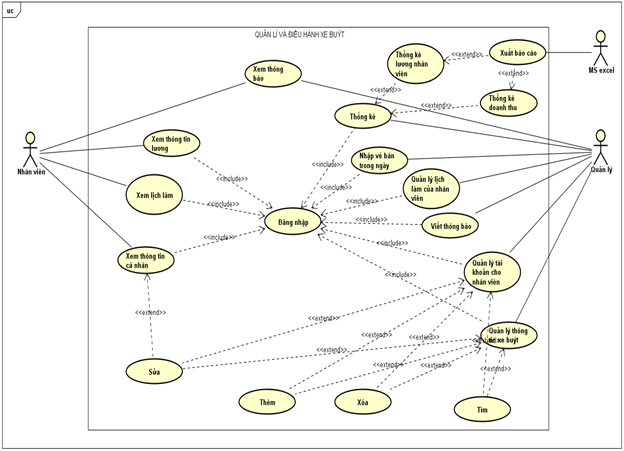 uc
QUẢN LÍ VÀ ĐIỀU HÀNH XE BUÝT
Thống kê
lương nhân
viên
<<extend>>
Xuất báo cáo
MS excel
Xem thông
báo
<<extend>>
<<extend>>
Thống kê
<<extend>>
Thống kê
doanh thu
Nhân viên
Xem thông tin
lương
<<include>>
Nhập vé bán
trong ngày
Quản lý
<<include>>
<<include>>
Xem lịch làm
<<include>>
<<include>>
Quản lý lịch
làm của nhân
viên
Đăng nhập
<<include>>
Viết thông báo
<<include>>
Xem thông tin
cá nhân
<<include>>
Quản lý tài
khoản cho
nhân viên
<<extend>>
<<extend>>
<<extend>>
<<extend>>
<<extend>>
Quản lý thông
tin xe buýt
<<extend>>
<<extend>>
<<extend>>
<<extend>>
Sửa
Thêm
Xóa
Tìm